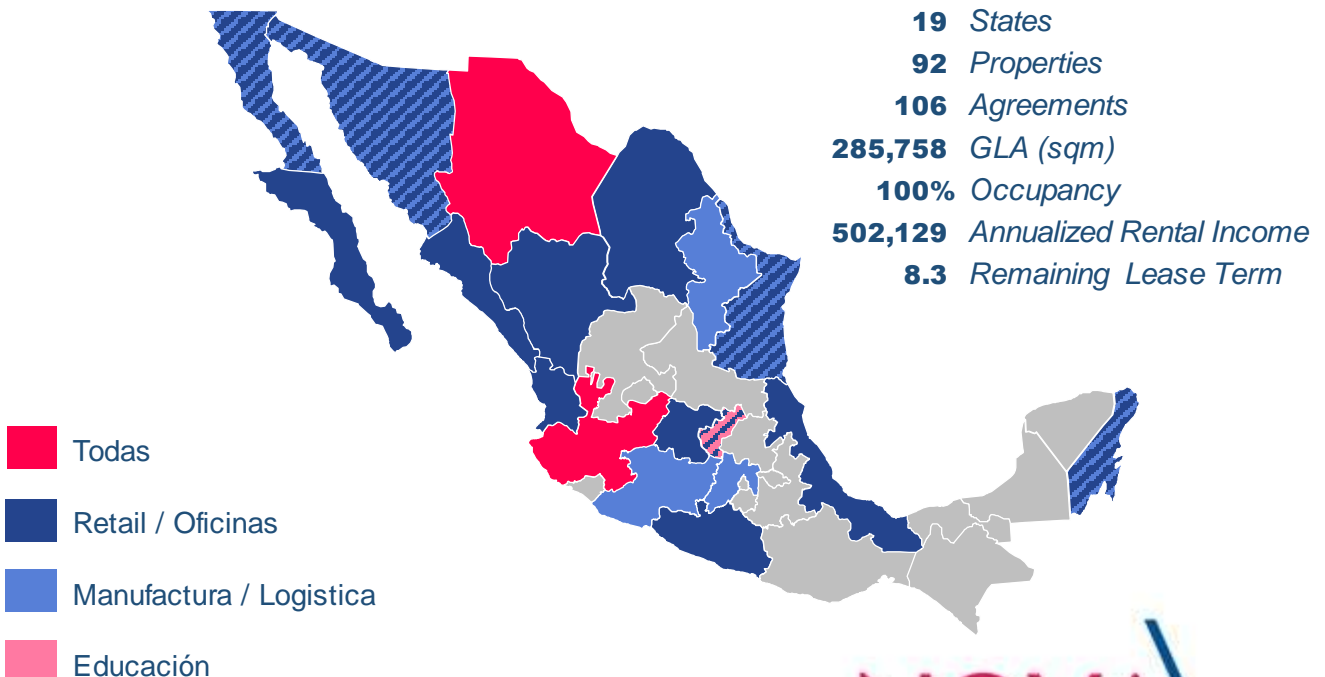 19 States
92 Properties
106 Agreements
285,758 GLA (sqm)
100% Occupancy
502,129 Annualized Rental Income
8.3 Remaining Lease Term
Todas
Retail / Oficinas
Manufactura / Logistica
Educación